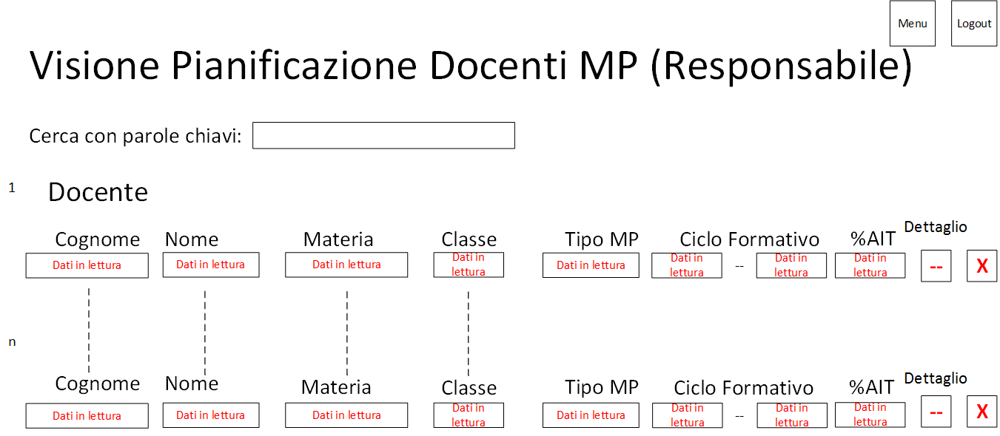 Menu Logout
Visione Pianificazione Docenti MP (Responsabile)
Cerca con parole chiavi:
1 Docente
Cognome Nome Materia Classe Tipo MP Ciclo Formativo %AIT Dettaglio
Dati in lettura Dati in lettura Dati in lettura Dati in lettura Dati in lettura Dati in lettura -- Dati in lettura Dati in lettura -- X
n
Cognome Nome Materia Classe Tipo MP Ciclo Formativo %AIT Dettaglio
Dati in lettura Dati in lettura Dati in lettura Dati in lettura Dati in lettura Dati in lettura -- Dati in lettura Dati in lettura -- X